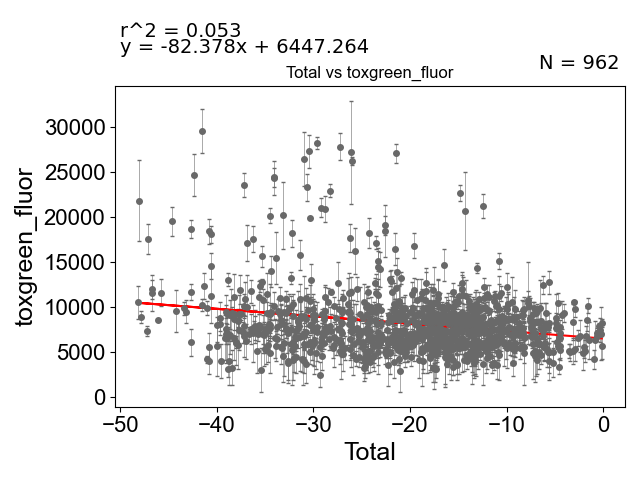 r^2 = 0.053
y = -82.378x + 6447.264
N = 962
Total vs toxgreen_fluor
30000
25000
20000
15000
10000
5000
0
toxgreen_fluor
−50
−40
−30
−20
−10
0
Total